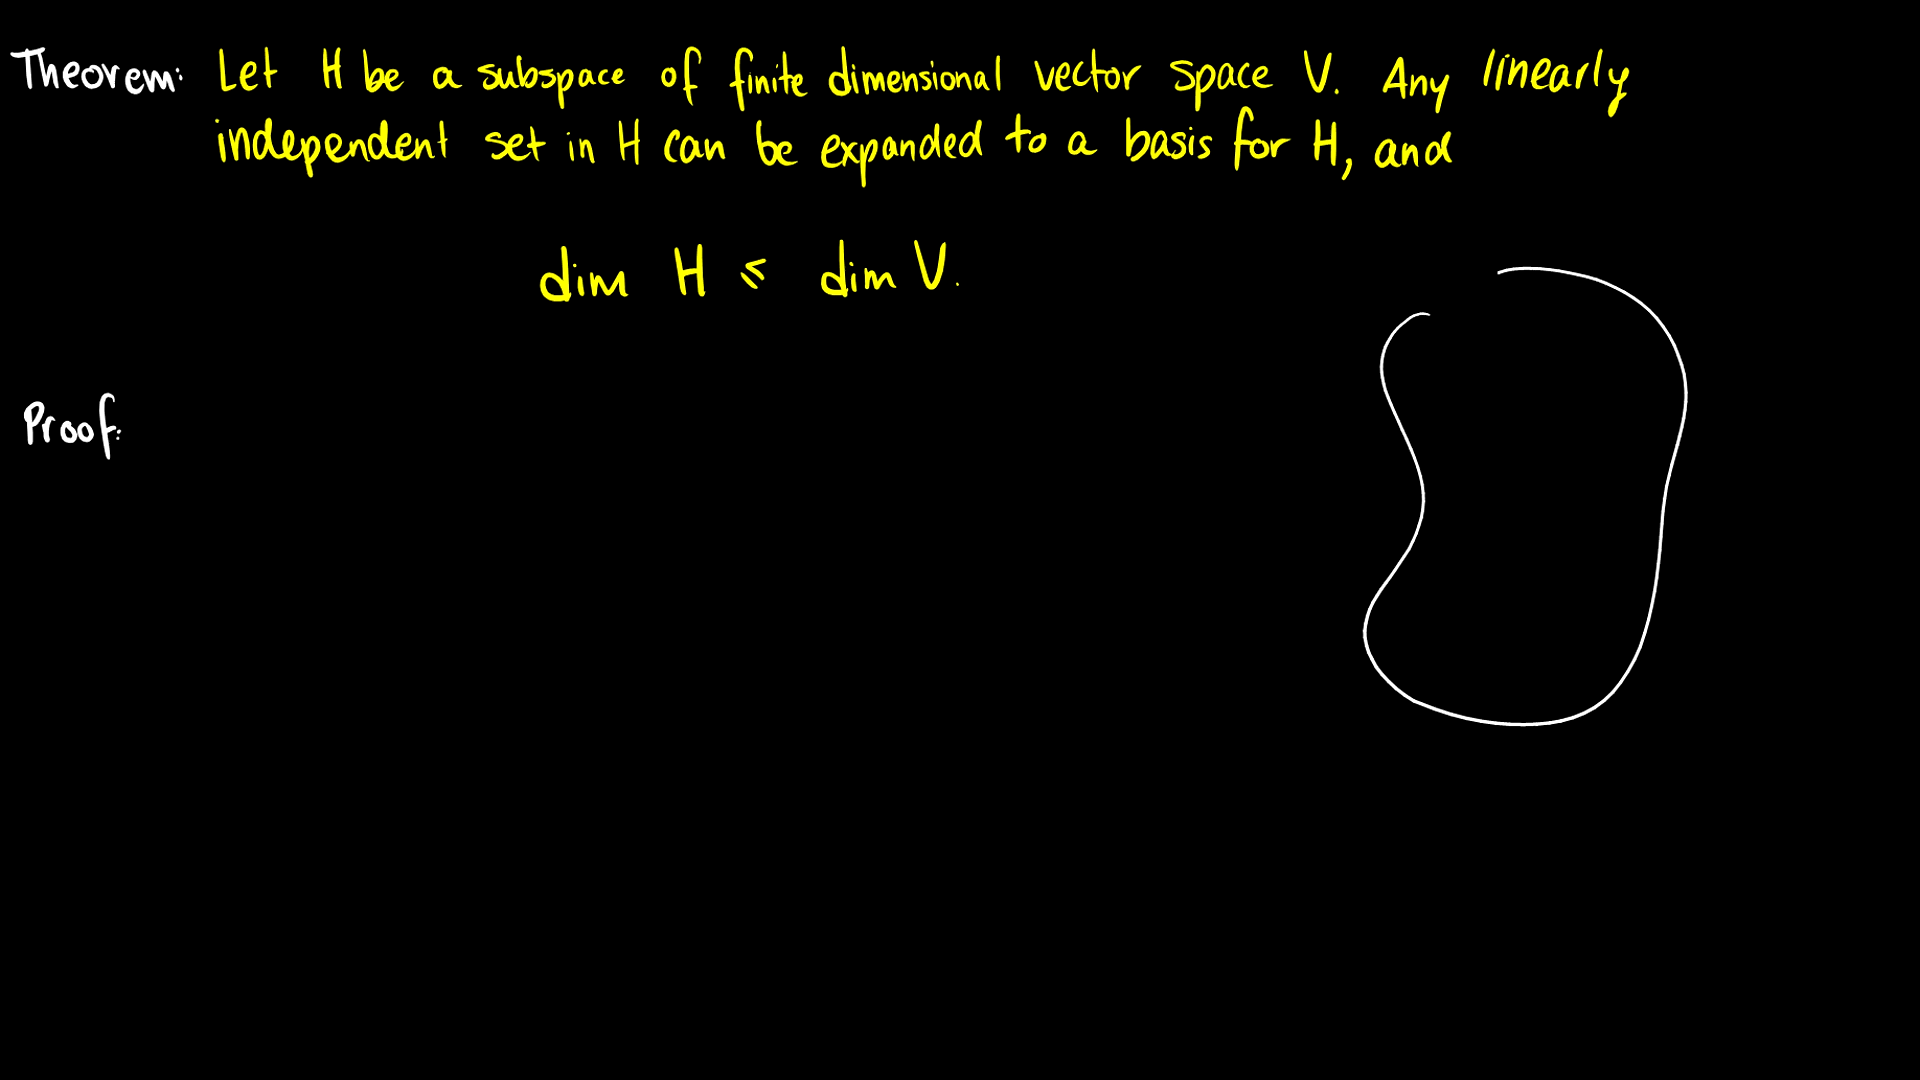 Theorem: Let H be a subspace of finite dimensional vector space V. Any linearly
independent set in H can be expanded to a basis for H, and
dim H ≤ dim V.
Proof: